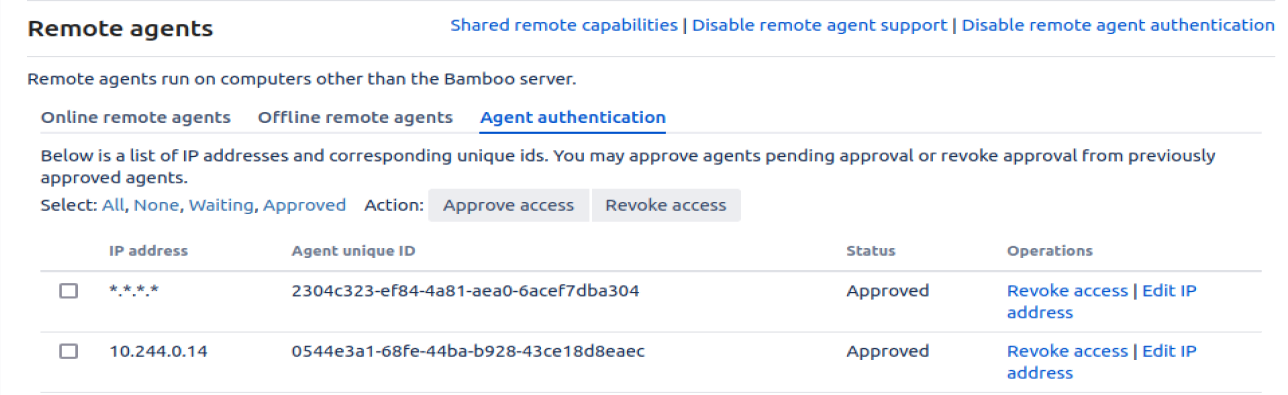 Remote agents
Shared remote capabilities | Disable remote agent support | Disable remote agent authentication
Remote agents run on computers other than the Bamboo server.
Online remote agents Offline remote agents Agent authentication
Below is a list of IP addresses and corresponding unique ids. You may approve agents pending approval or revoke approval from previously
approved agents.
Select: All, None, Waiting, Approved Action: Approve access Revoke access
IP address Agent unique ID Status Operations
*.*.*.* 2304c323-ef84-4a81-aea0-6acef7dba304 Approved Revoke access | Edit IP
address
10.244.0.14 0544e3a1-68fe-44ba-b928-43ce18d8eaec Approved Revoke access | Edit IP
address